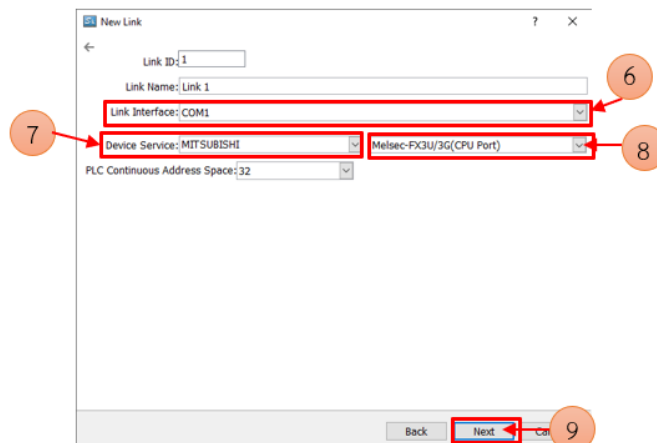 New Link
Link ID: 1
Link Name: Link 1
6
Link Interface: COM1
7
Device Service: MITSUBISHI
Melsec-FX3U/3G(CPU Port)
8
PLC Continuous Address Space: 32
Back
Next
9